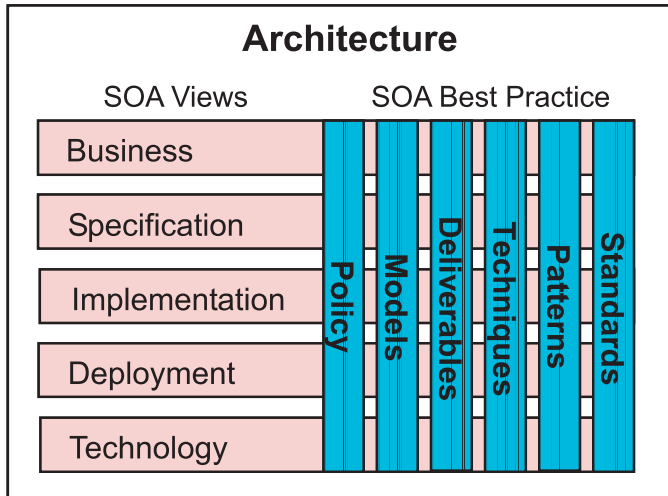 Architecture
SOA Views
SOA Best Practice
Business
Specification
Implementation
Deployment
Technology
Policy
Models
Deliverables
Techniques
Patterns
Standards